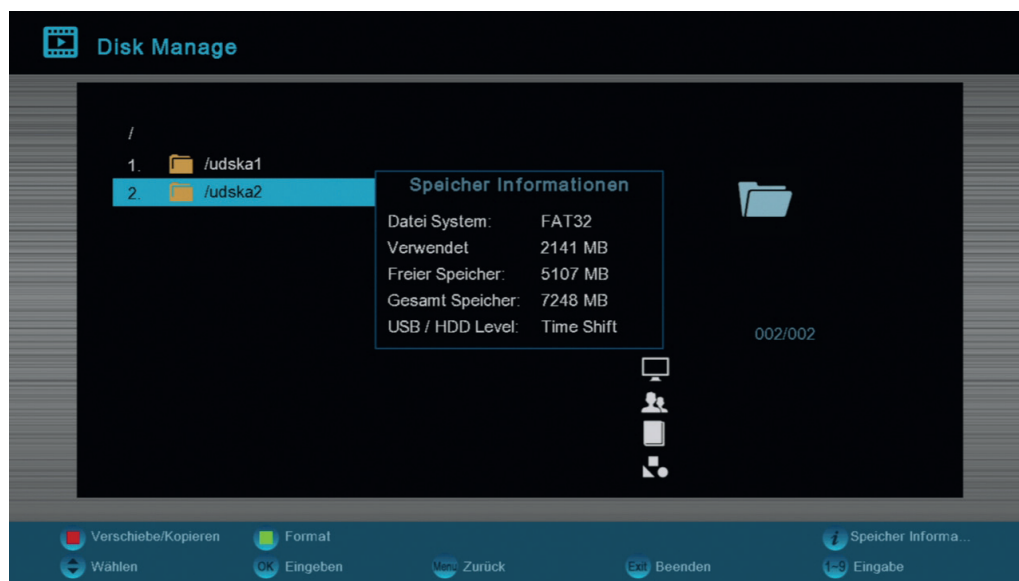 Disk Manage
/
1. /udska1
2. /udska2
Speicher Informationen
Datei System: FAT32
Verwendet 2141 MB
Freier Speicher: 5107 MB
Gesamt Speicher: 7248 MB
USB / HDD Level: Time Shift
002/002
Verschiebe/Kopieren Format i Speicher Informa...
Wählen OK Eingeben Menu Zurück Exit Beenden 1~9 Eingabe